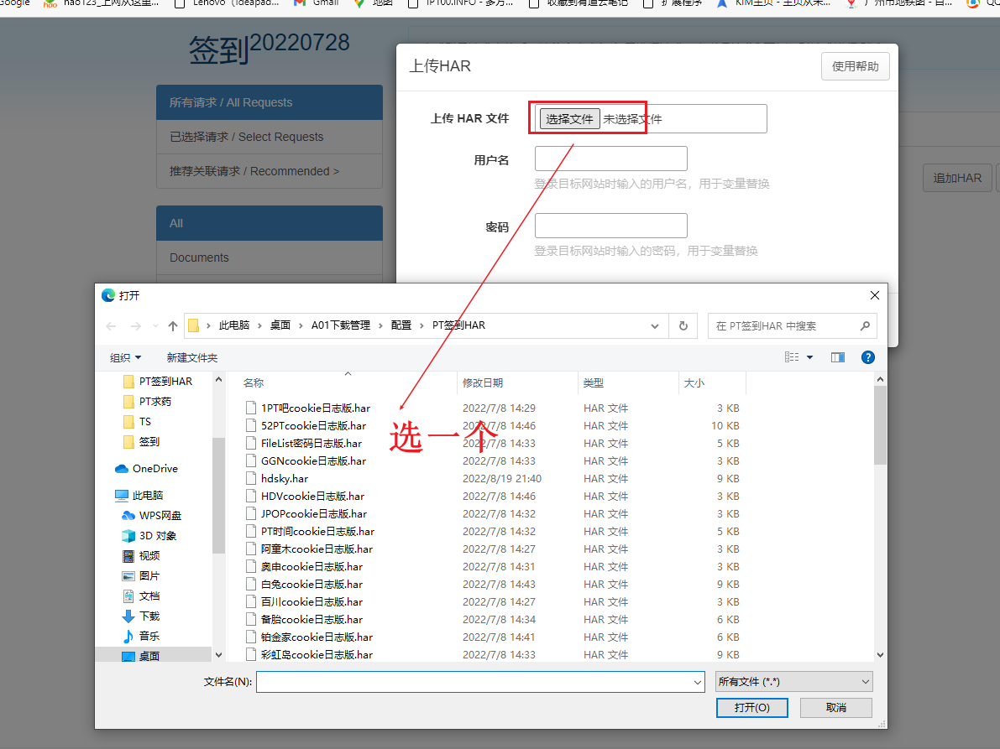 Google hao123_上网从这里... Lenovo (ideapad... Gmail 地图 IP100.INFO - 多方... 收藏到有道云笔记 扩展程序 KIM主页 - 主页从未... 广州市地铁图 - 百... QQ
签到20220728
所有请求 / All Requests
已选择请求 / Select Requests
推荐关联请求 / Recommended >
All
Documents
上传HAR
使用帮助
上传 HAR 文件 选择文件 未选择文件
用户名
登录目标网站时输入的用户名，用于变量替换
密码
登录目标网站时输入的密码，用于变量替换
追加HAR
打开
此电脑 > 桌面 > A01下载管理 > 配置 > PT签到HAR
在 PT签到HAR 中搜索
组织 新建文件夹
PT签到HAR
PT求药
TS
签到
OneDrive
此电脑
WPS网盘
3D 对象
视频
图片
文档
下载
音乐
桌面
名称 修改日期 类型 大小
1PT吧cookie日志版.har 2022/7/8 14:29 HAR 文件 3 KB
52PTcookie日志版.har 2022/7/8 14:46 HAR 文件 10 KB
FileList密码日志版.har 2022/7/8 14:33 HAR 文件 5 KB
GGNcookie日志版.har 2022/7/8 14:33 HAR 文件 3 KB
hdsky.har 2022/8/19 21:40 HAR 文件 9 KB
HDVcookie日志版.har 2022/7/8 14:46 HAR 文件 3 KB
JPOPcookie日志版.har 2022/7/8 14:32 HAR 文件 3 KB
PT时间cookie日志版.har 2022/7/8 14:32 HAR 文件 5 KB
阿童木cookie日志版.har 2022/7/8 14:27 HAR 文件 3 KB
奥申cookie日志版.har 2022/7/8 14:31 HAR 文件 3 KB
白兔cookie日志版.har 2022/7/8 14:43 HAR 文件 9 KB
百川cookie日志版.har 2022/7/8 14:27 HAR 文件 3 KB
备胎cookie日志版.har 2022/7/8 14:34 HAR 文件 6 KB
铂金家cookie日志版.har 2022/7/8 14:41 HAR 文件 6 KB
彩虹岛cookie日志版.har 2022/7/8 14:33 HAR 文件 9 KB
选一个
文件名(N):
所有文件 (*.*)
打开(O)
取消